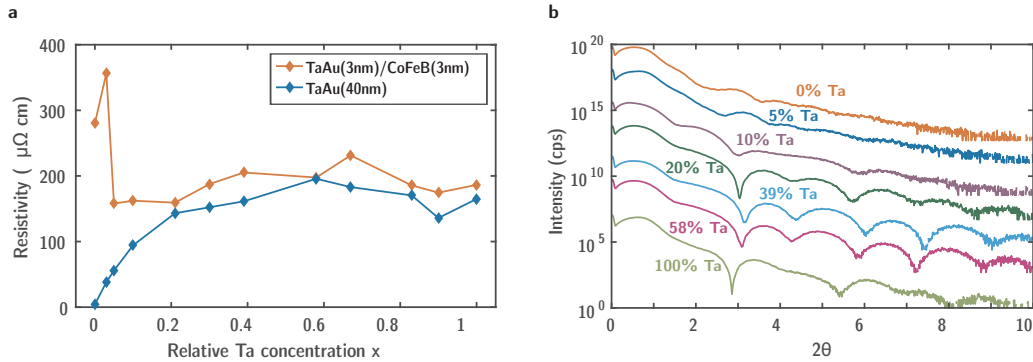 a
Resistivity ( μΩ cm)
400
300
200
100
0
TaAu(3nm)/CoFeB(3nm)
TaAu(40nm)
0 0.2 0.4 0.6 0.8 1
Relative Ta concentration x
b
Intensity (cps)
10 20
10 15
10 10
10 5
10 0
0% Ta
5% Ta
10% Ta
20% Ta
39% Ta
58% Ta
100% Ta
0 2 4 6 8 10
2θ